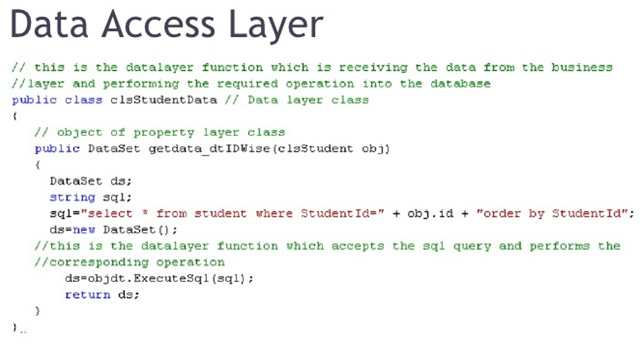 Data Access Layer
// this is the datalayer function which is receiving the data from the business
//layer and performing the required operation into the database
public class clsStudentData // Data layer class
{
// object of property layer class
public DataSet getdata_dtIDWise(clsStudent obj)
{
DataSet ds;
string sql;
sql="select * from student where StudentId=" + obj.id + "order by StudentId";
ds=new DataSet();
//this is the datalayer function which accepts the sql query and performs the
//corresponding operation
ds=objdt.ExecuteSql(sql);
return ds;
}
}..